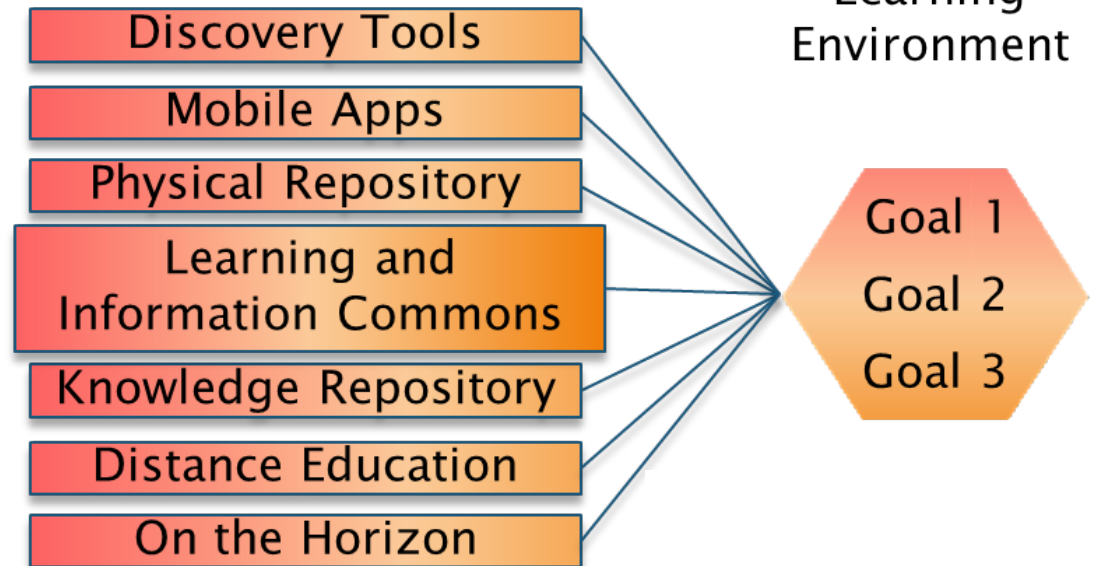 Discovery Tools
Mobile Apps
Physical Repository
Learning and
Information Commons
Knowledge Repository
Distance Education
On the Horizon
Learning
Environment
Goal 1
Goal 2
Goal 3